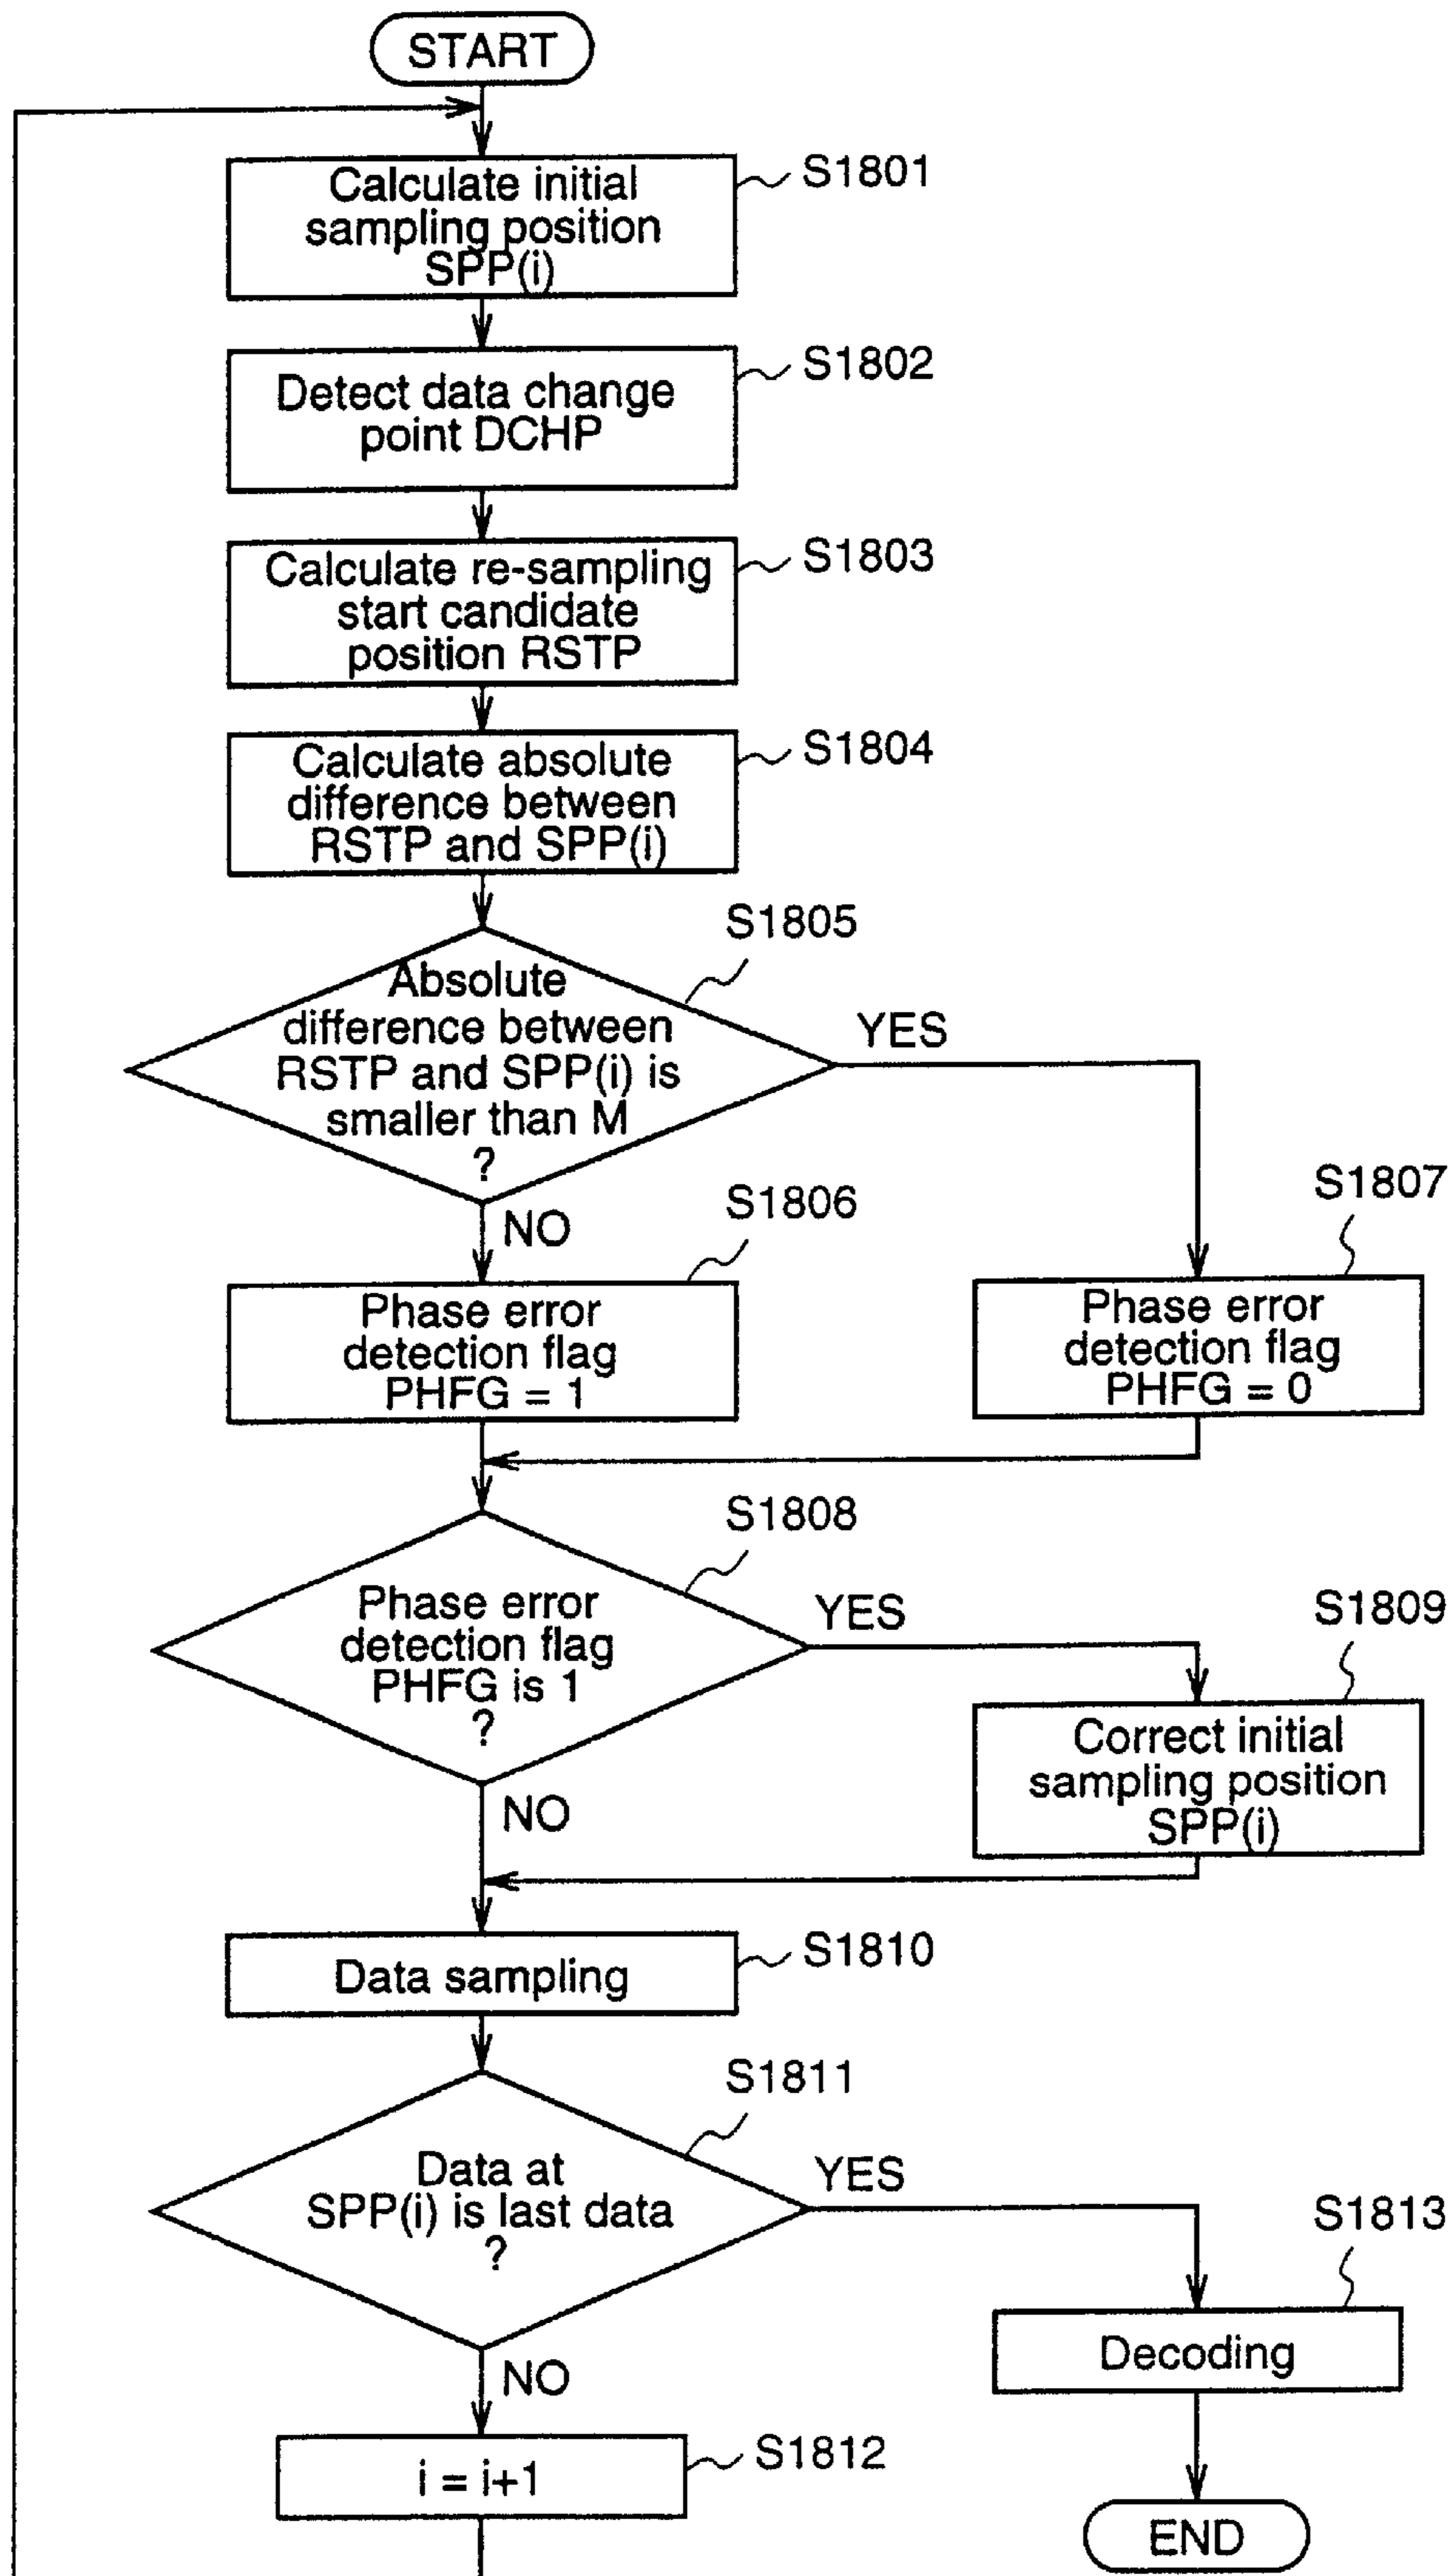 START
Calculate initial
sampling position
SPP(i)
S1801
Detect data change
point DCHP
S1802
Calculate re-sampling
start candidate
position RSTP
S1803
Calculate absolute
difference between
RSTP and SPP(i)
S1804
S1805
Absolute
difference between
RSTP and SPP(i) is
smaller than M
?
YES
NO
S1806
Phase error
detection flag
PHFG = 1
S1807
Phase error
detection flag
PHFG = 0
S1808
Phase error
detection flag
PHFG is 1
?
YES
NO
S1809
Correct initial
sampling position
SPP(i)
Data sampling
S1810
S1811
Data at
SPP(i) is last data
?
YES
NO
S1813
Decoding
i = i+1
S1812
END